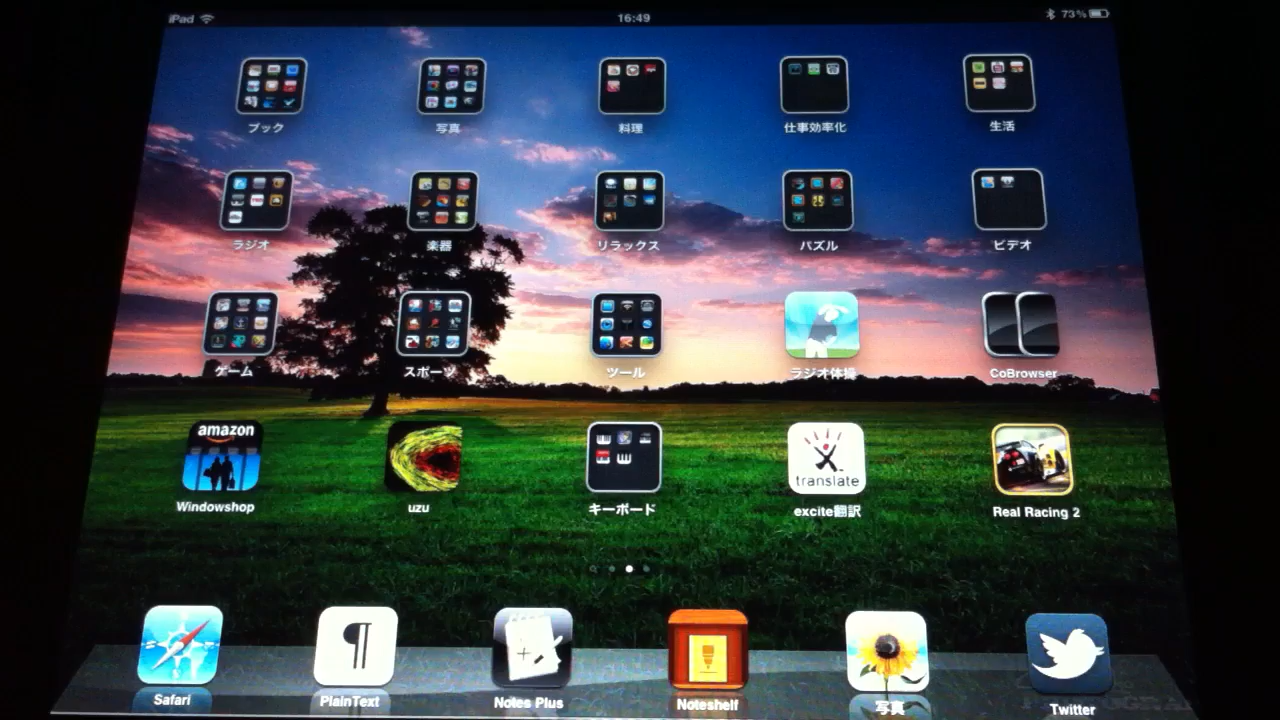 iPad 16:49 73%
ブック 写真 料理 仕事効率化 生活
ラジオ 楽器 リラックス パズル ビデオ
ゲーム スポーツ ツール ラジオ体操 CoBrowser
amazon translate
Windowshop uzu キーボード excite翻訳 Real Racing 2
Safari PlainText Notes Plus Noteshelf 写真 Twitter